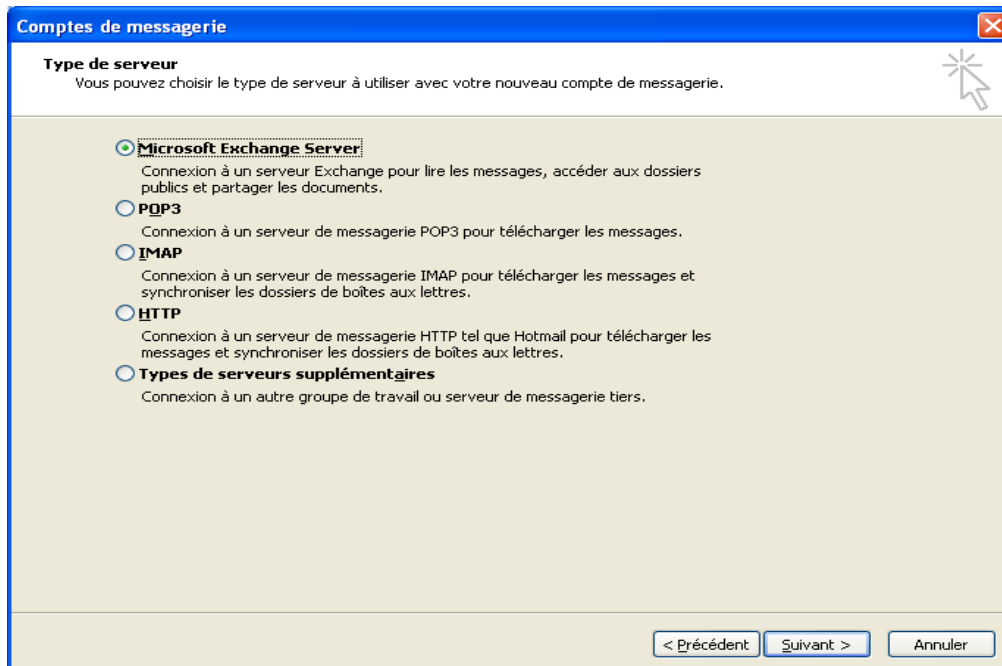 Comptes de messagerie
Type de serveur
Vous pouvez choisir le type de serveur à utiliser avec votre nouveau compte de messagerie.
Microsoft Exchange Server
Connexion à un serveur Exchange pour lire les messages, accéder aux dossiers
publics et partager les documents.
POP3
Connexion à un serveur de messagerie POP3 pour télécharger les messages.
IMAP
Connexion à un serveur de messagerie IMAP pour télécharger les messages et
synchroniser les dossiers de boîtes aux lettres.
HTTP
Connexion à un serveur de messagerie HTTP tel que Hotmail pour télécharger les
messages et synchroniser les dossiers de boîtes aux lettres.
Types de serveurs supplémentaires
Connexion à un autre groupe de travail ou serveur de messagerie tiers.
< Précédent Suivant > Annuler